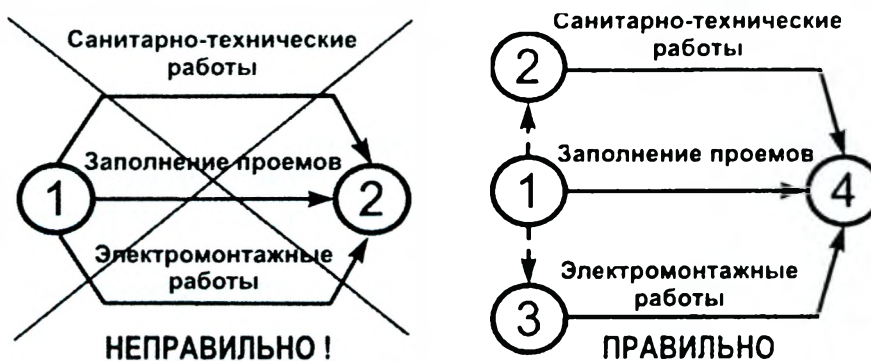 Санитарно-технические
работы
1
Заполнение проемов
2
Электромонтажные
работы
НЕПРАВИЛЬНО !
Санитарно-технические
работы
2
Заполнение проемов
1
4
Электромонтажные
работы
3
ПРАВИЛЬНО